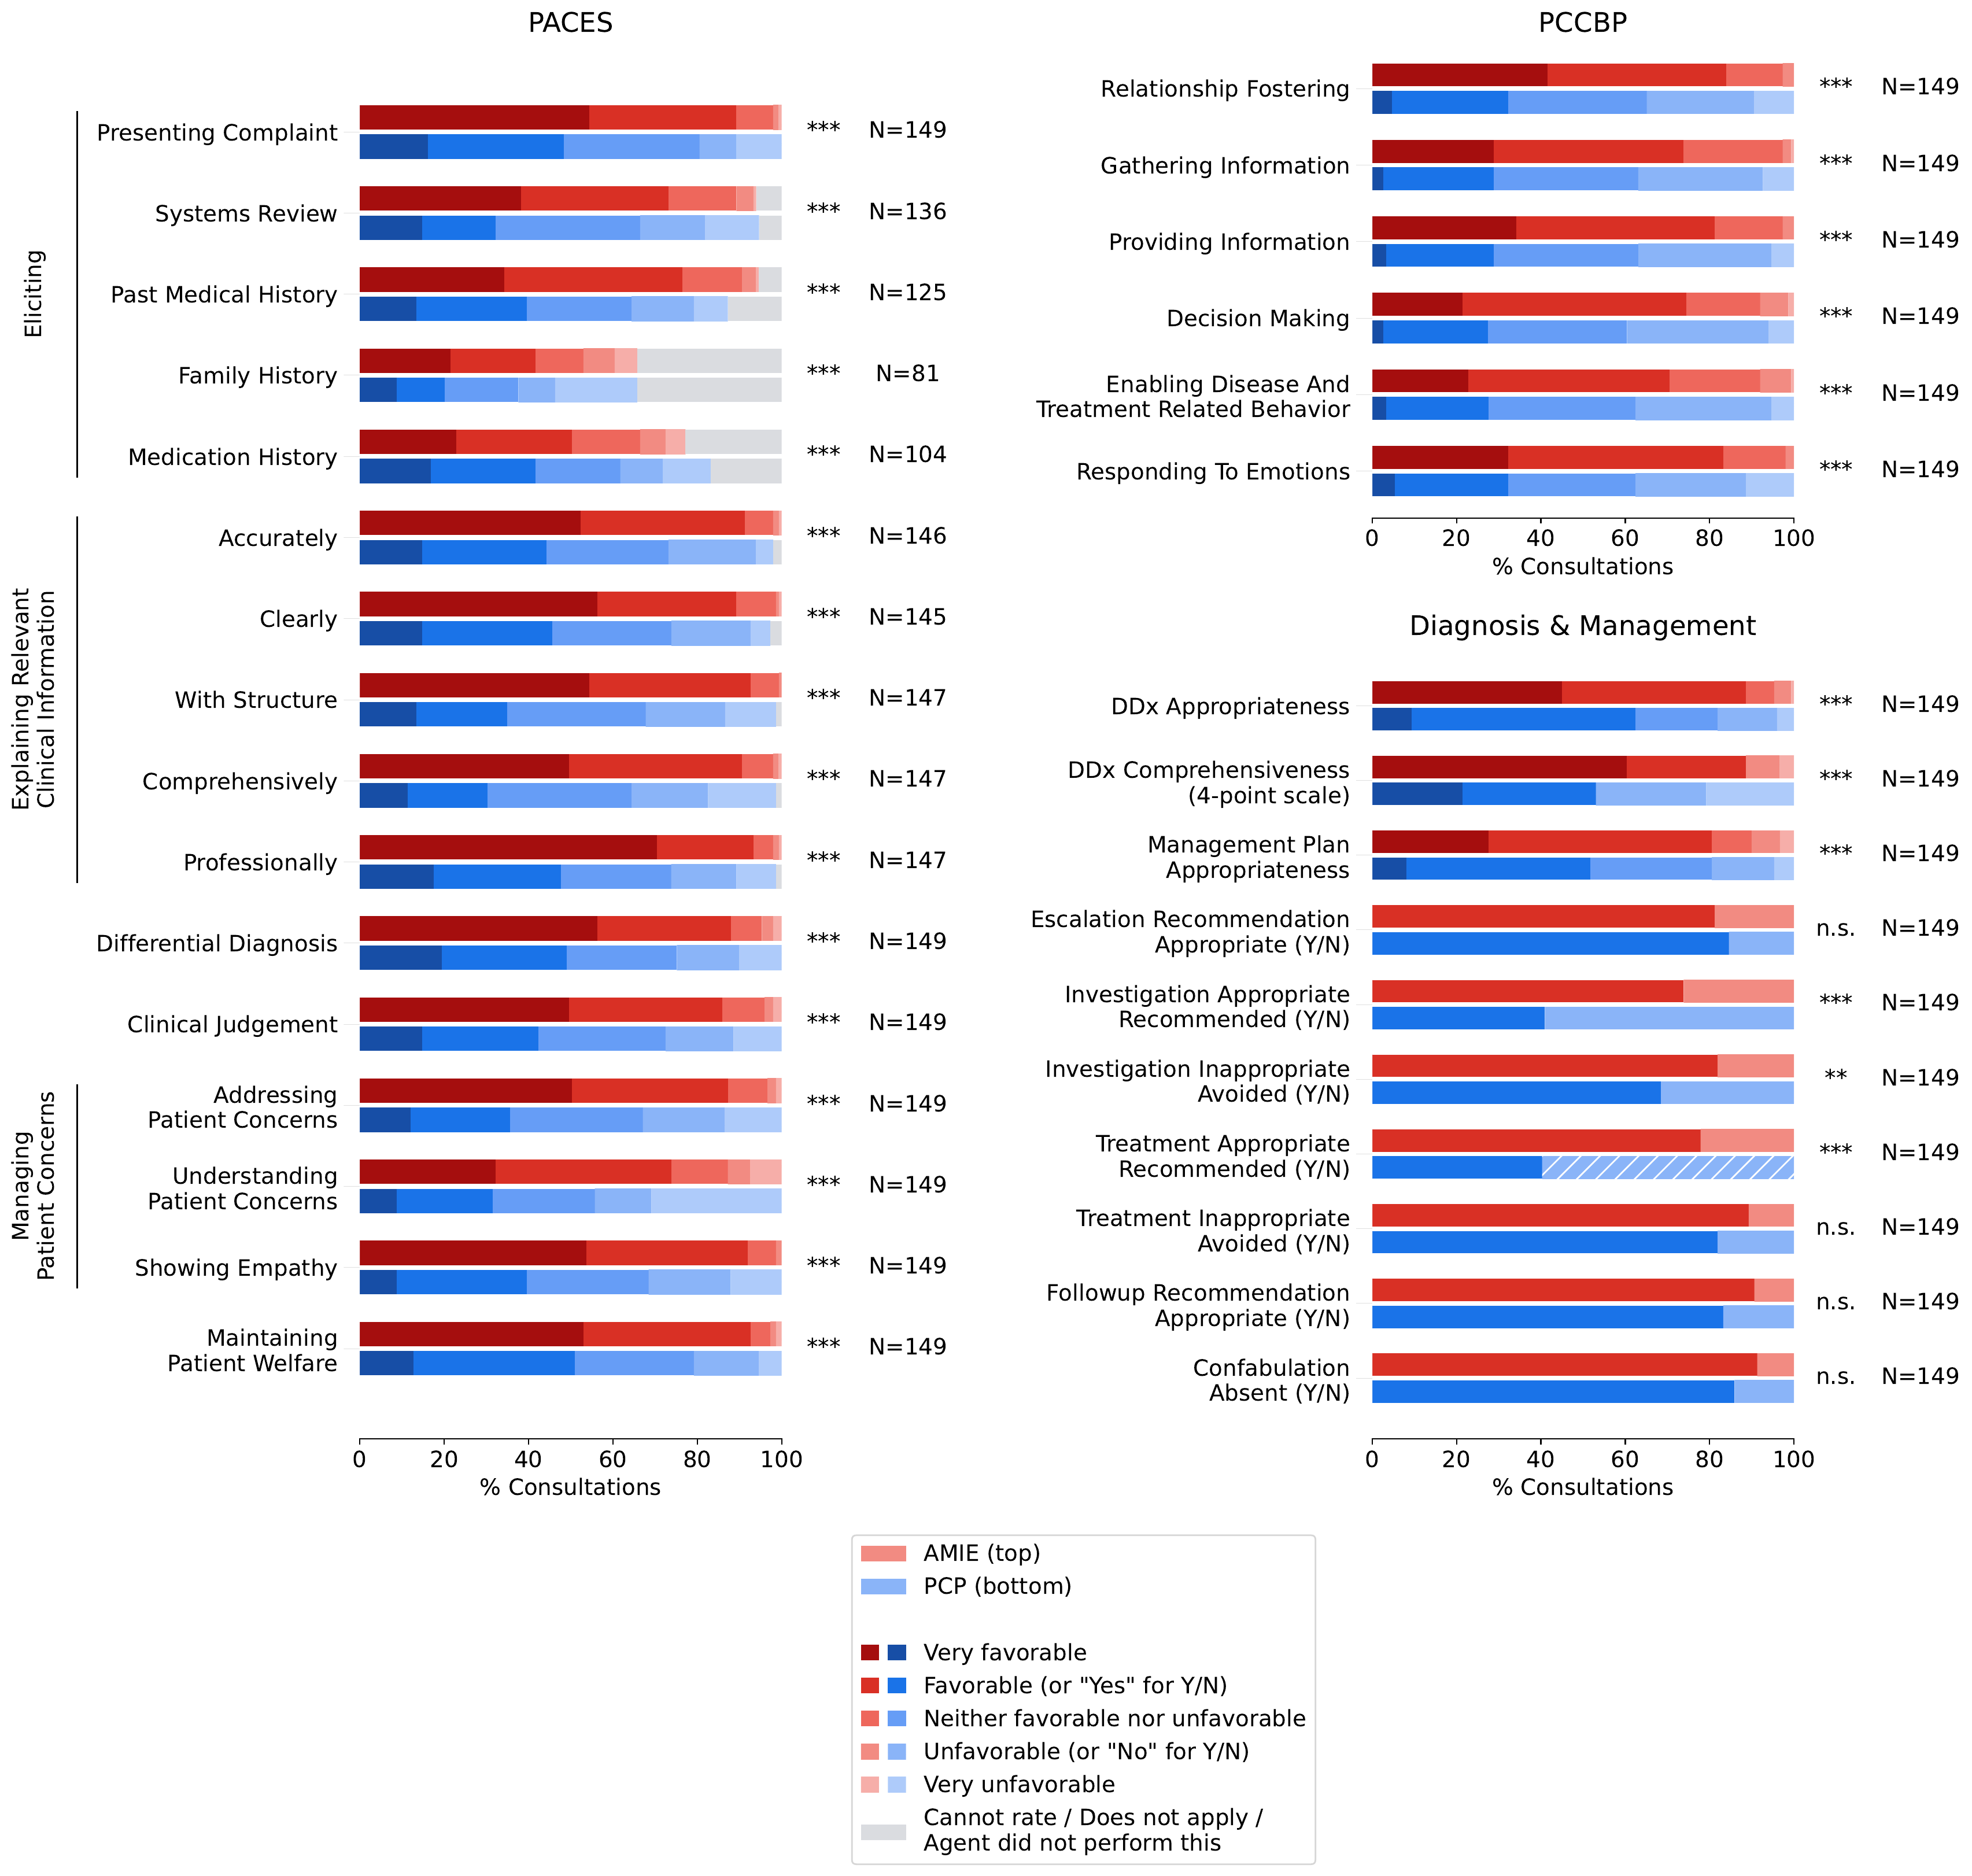 PACES
Eliciting
Presenting Complaint *** N=149
Systems Review *** N=136
Past Medical History *** N=125
Family History *** N=81
Medication History *** N=104
Explaining Relevant
Clinical Information
Accurately *** N=146
Clearly *** N=145
With Structure *** N=147
Comprehensively *** N=147
Professionally *** N=147
Differential Diagnosis *** N=149
Clinical Judgement *** N=149
Managing
Patient Concerns
Addressing
Patient Concerns *** N=149
Understanding
Patient Concerns *** N=149
Showing Empathy *** N=149
Maintaining
Patient Welfare *** N=149
0 20 40 60 80 100
% Consultations
PCCBP
Relationship Fostering *** N=149
Gathering Information *** N=149
Providing Information *** N=149
Decision Making *** N=149
Enabling Disease And
Treatment Related Behavior *** N=149
Responding To Emotions *** N=149
0 20 40 60 80 100
% Consultations
Diagnosis & Management
DDx Appropriateness *** N=149
DDx Comprehensiveness
(4-point scale) *** N=149
Management Plan
Appropriateness *** N=149
Escalation Recommendation
Appropriate (Y/N) n.s. N=149
Investigation Appropriate
Recommended (Y/N) *** N=149
Investigation Inappropriate
Avoided (Y/N) ** N=149
Treatment Appropriate
Recommended (Y/N) *** N=149
Treatment Inappropriate
Avoided (Y/N) n.s. N=149
Followup Recommendation
Appropriate (Y/N) n.s. N=149
Confabulation
Absent (Y/N) n.s. N=149
0 20 40 60 80 100
% Consultations
AMIE (top)
PCP (bottom)
Very favorable
Favorable (or "Yes" for Y/N)
Neither favorable nor unfavorable
Unfavorable (or "No" for Y/N)
Very unfavorable
Cannot rate / Does not apply /
Agent did not perform this